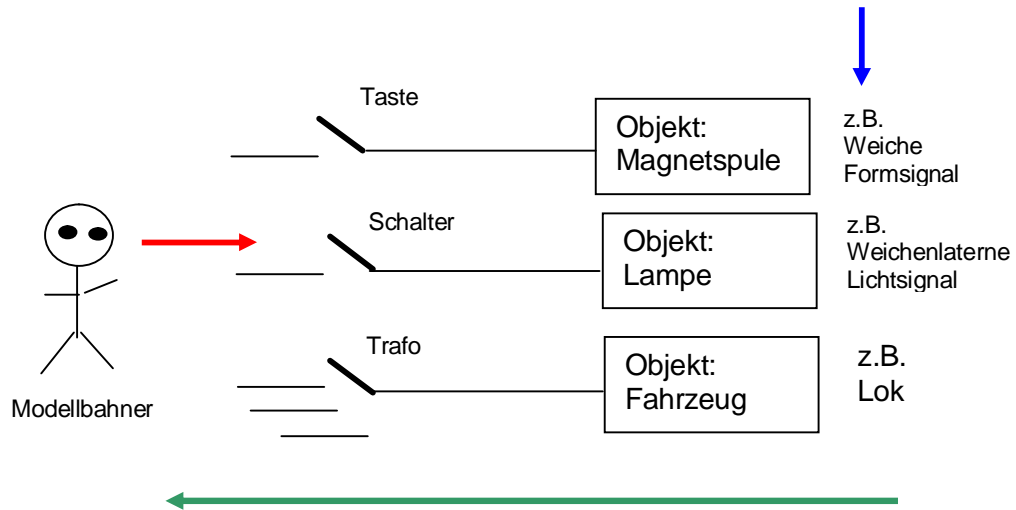 Taste
Objekt:
Magnetspule
z.B.
Weiche
Formsignal
Schalter
Objekt:
Lampe
z.B.
Weichenlaterne
Lichtsignal
Trafo
Objekt:
Fahrzeug
z.B.
Lok
Modellbahner